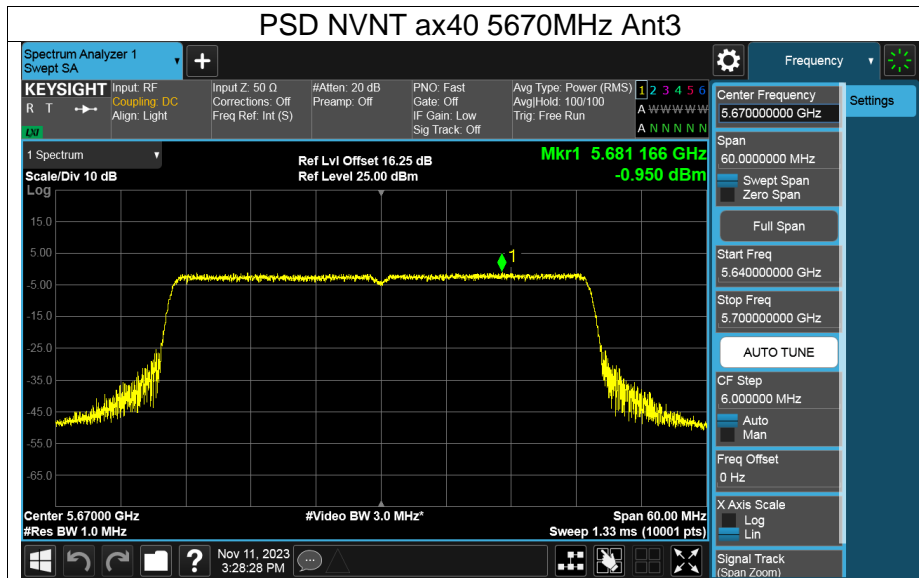 PSD NVNT ax40 5670MHz Ant3
Spectrum Analyzer 1
Swept SA
+
Frequency
KEYSIGHT
R T
LXI
Input: RF
Coupling: DC
Align: Light
Input Z: 50 Ω
Corrections: Off
Freq Ref: Int (S)
#Atten: 20 dB
Preamp: Off
PNO: Fast
Gate: Off
IF Gain: Low
Sig Track: Off
Avg Type: Power (RMS)
Avg|Hold: 100/100
Trig: Free Run
1 2 3 4 5 6
A W W W W W
A N N N N N
1 Spectrum
Scale/Div 10 dB
Log
Ref Lvl Offset 16.25 dB
Ref Level 25.00 dBm
Mkr1 5.681 166 GHz
-0.950 dBm
15.0
5.00
-5.00
-15.0
-25.0
-35.0
-45.0
-55.0
-65.0
1
Center 5.67000 GHz
#Res BW 1.0 MHz
#Video BW 3.0 MHz*
Span 60.00 MHz
Sweep 1.33 ms (10001 pts)
Center Frequency
5.670000000 GHz
Span
60.0000000 MHz
Swept Span
Zero Span
Full Span
Start Freq
5.640000000 GHz
Stop Freq
5.700000000 GHz
AUTO TUNE
CF Step
6.000000 MHz
Auto
Man
Freq Offset
0 Hz
X Axis Scale
Log
Lin
Signal Track
(Span Zoom)
Settings
?
Nov 11, 2023
3:28:28 PM